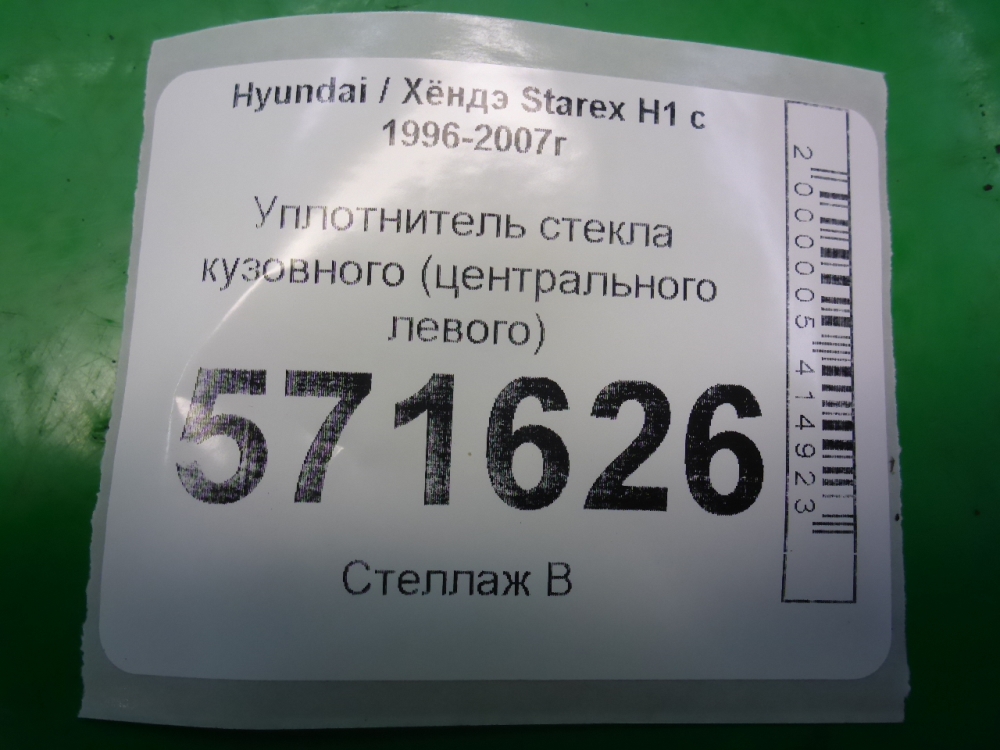 Hyundai / Хёндэ Starex H1 с
1996-2007г
Уплотнитель стекла
кузовного (центрального
левого)
571626
Стеллаж В
2000005414923